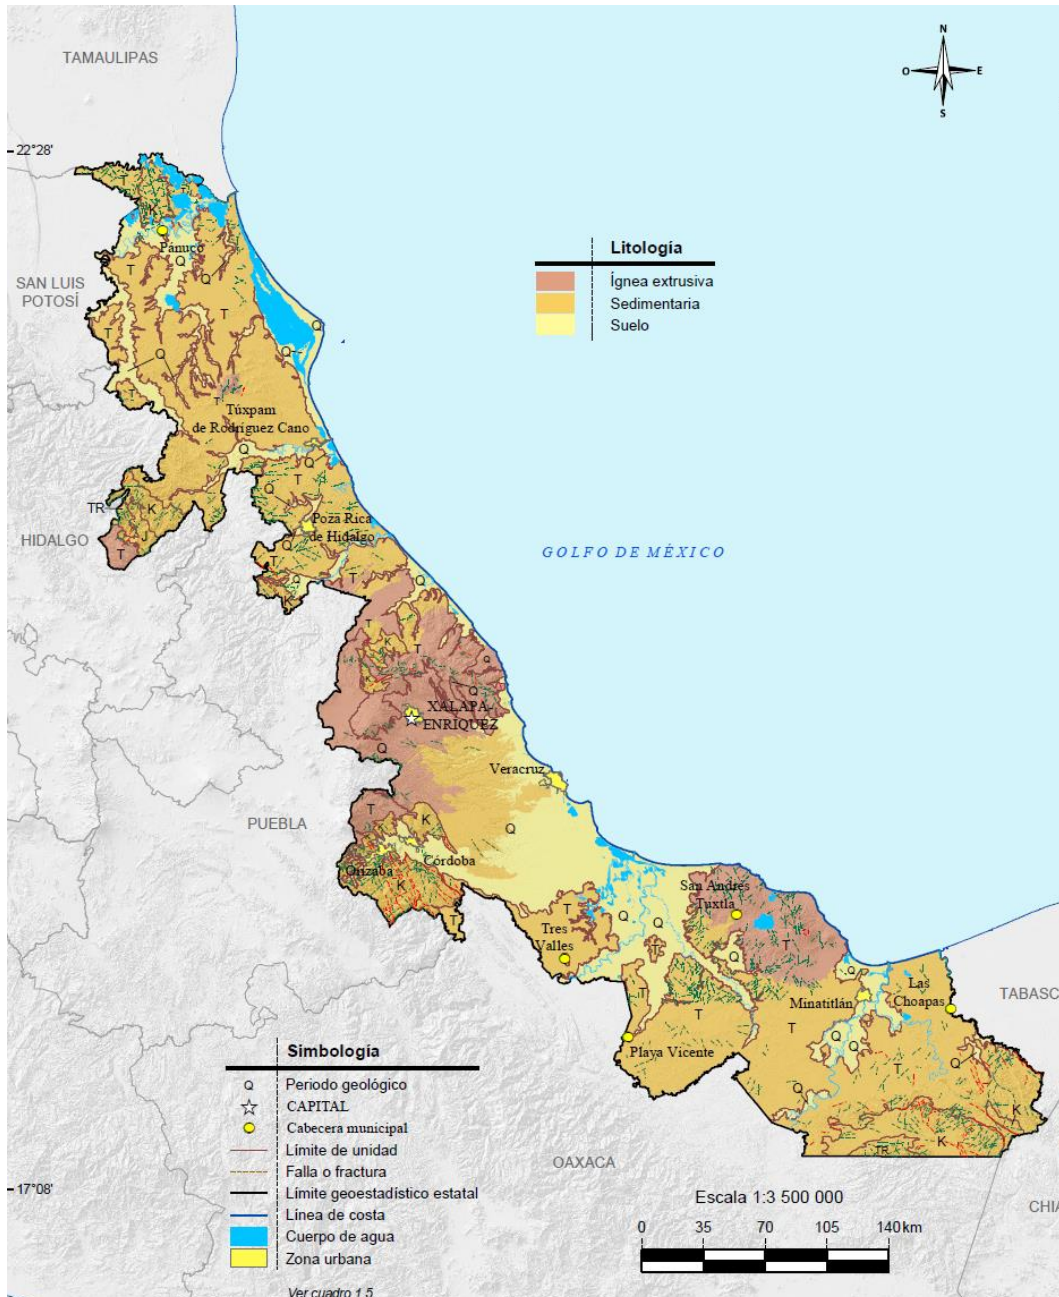 TAMAULIPAS
N
O
E
S
22°28'
K
Pánuco
Q
T
Q
SAN LUIS
POTOSÍ
T
Q
Q
T
Q
T
T
Túxpam
de Rodríguez Cano
Q
Q
T
Q
TR
K
Poza Rica
de Hidalgo
HIDALGO
J
T
Q
T
Q
T
Q
K
GOLFO DE MÉXICO
T
K
T
Q
Q
XALAPA
ENRÍQUEZ
Q
Veracruz
T
K
Q
PUEBLA
Orizaba
Córdoba
K
T
San Andrés
Tuxtla
T
Q
Q
Tres
Valles
T
Q
T
Q
Las
Choapas
TABASC
T
Minatitlán
T
T
Q
Q
Playa Vicente
T
Q
Q
K
K
TR
OAXACA
CHIA
17°08'
Litología
Ígnea extrusiva
Sedimentaria
Suelo
Simbología
Q Periodo geológico
CAPITAL
Cabecera municipal
Límite de unidad
Falla o fractura
Límite geoestadístico estatal
Línea de costa
Cuerpo de agua
Zona urbana
Ver cuadro 1.5
Escala 1:3 500 000
0 35 70 105 140 km